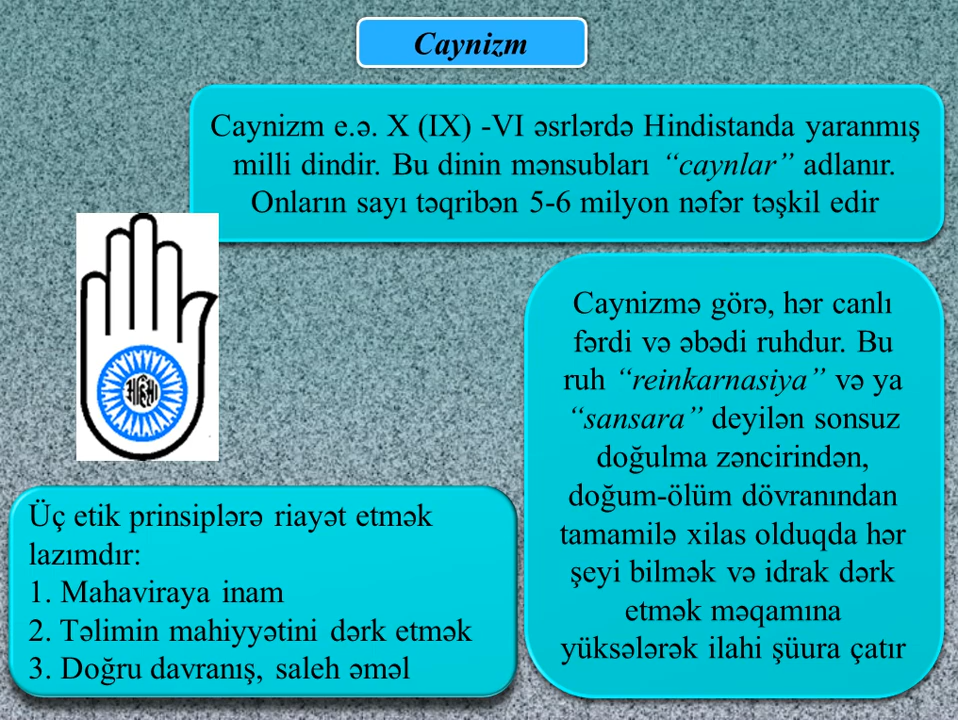 Caynizm
Caynizm e.ə. X (IX) -VI əsrlərdə Hindistanda yaranmış
milli dindir. Bu dinin mənsubları “caynlar” adlanır.
Onların sayı təqribən 5-6 milyon nəfər təşkil edir
Caynizmə görə, hər canlı
fərdi və əbədi ruhdur. Bu
ruh “reinkarnasiya” və ya
“sansara” deyilən sonsuz
doğulma zəncirindən,
doğum-ölüm dövranından
tamamilə xilas olduqda hər
şeyi bilmək və idrak dərk
etmək məqamına
yüksələrək ilahi şüura çatır
Üç etik prinsiplərə riayət etmək
lazımdır:
1. Mahaviraya inam
2. Təlimin mahiyyətini dərk etmək
3. Doğru davranış, saleh əməl